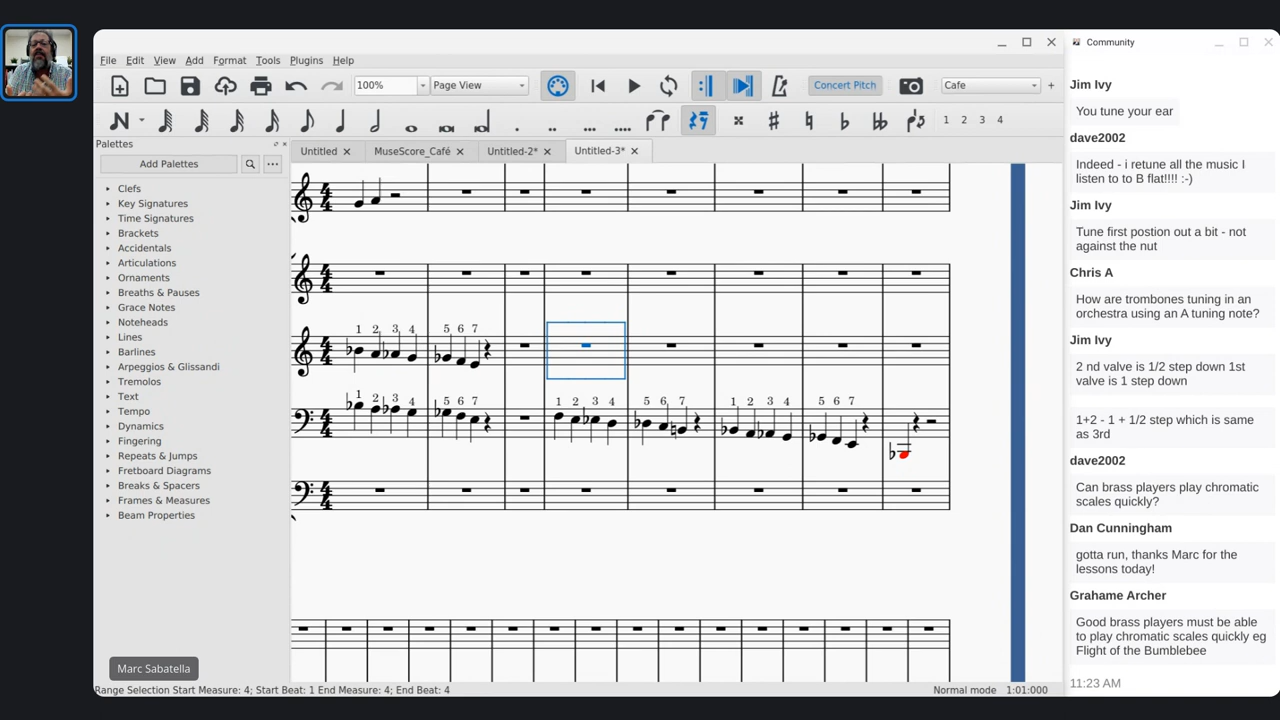 Community
File Edit View Add Format Tools Plugins Help
100% Page View Concert Pitch Cafe +
1 2 3 4
Palettes
Untitled MuseScore_Café Untitled-2* Untitled-3*
Add Palettes
Clefs
Key Signatures
Time Signatures
Brackets
Accidentals
Articulations
Ornaments
Breaths & Pauses
Grace Notes
Noteheads
Lines
Barlines
Arpeggios & Glissandi
Tremolos
Text
Tempo
Dynamics
Fingering
Repeats & Jumps
Fretboard Diagrams
Breaks & Spacers
Frames & Measures
Beam Properties
1 2 3 4 5 6 7
1 2 3 4 5 6 7 1 2 3 4 5 6 7 1 2 3 4 5 6 7
Marc Sabatella
Range Selection Start Measure: 4; Start Beat: 1 End Measure: 4; End Beat: 4
Normal mode 1:01:000
Jim Ivy
You tune your ear
dave2002
Indeed - i retune all the music I
listen to to B flat!!!! :-)
Jim Ivy
Tune first postion out a bit - not
against the nut
Chris A
How are trombones tuning in an
orchestra using an A tuning note?
Jim Ivy
2 nd valve is 1/2 step down 1st
valve is 1 step down
1+2 - 1 + 1/2 step which is same
as 3rd
dave2002
Can brass players play chromatic
scales quickly?
Dan Cunningham
gotta run, thanks Marc for the
lessons today!
Grahame Archer
Good brass players must be able
to play chromatic scales quickly eg
Flight of the Bumblebee
11:23 AM